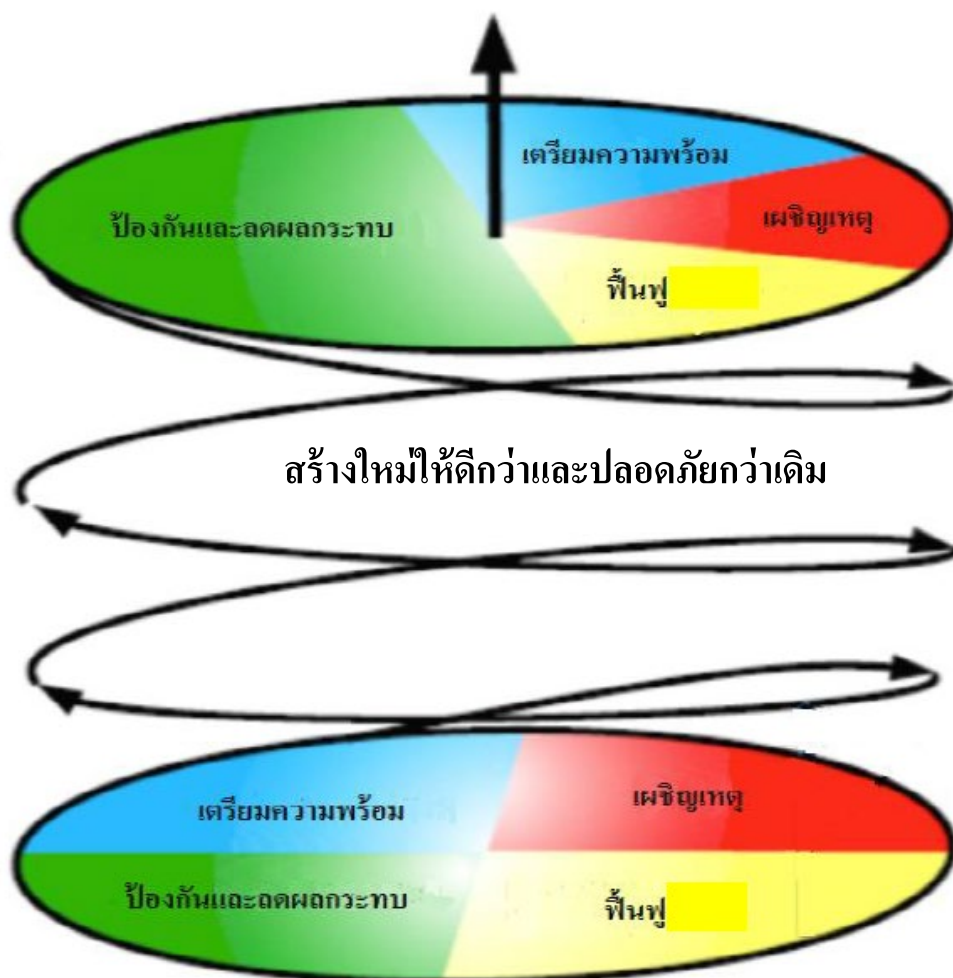 เตรียมความพร้อม
ป้องกันและลดผลกระทบ
เผชิญเหตุ
ฟื้นฟู
สร้างใหม่ให้ดีกว่าและปลอดภัยกว่าเดิม
เตรียมความพร้อม
เผชิญเหตุ
ป้องกันและลดผลกระทบ
ฟื้นฟู